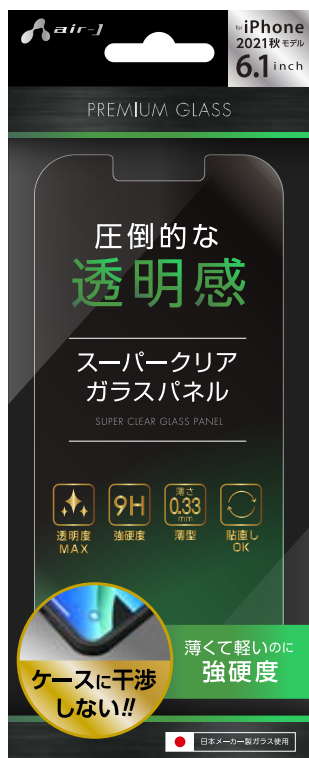 air-J
for iPhone
2021秋モデル
6.1inch
PREMIUM GLASS
圧倒的な
透明感
スーパークリア
ガラスパネル
SUPER CLEAR GLASS PANEL
透明度
MAX
9H
強硬度
薄さ
0.33
mm
薄型
貼直し
OK
ケースに干渉
しない!!
薄くて軽いのに
強硬度
日本メーカー製ガラス使用